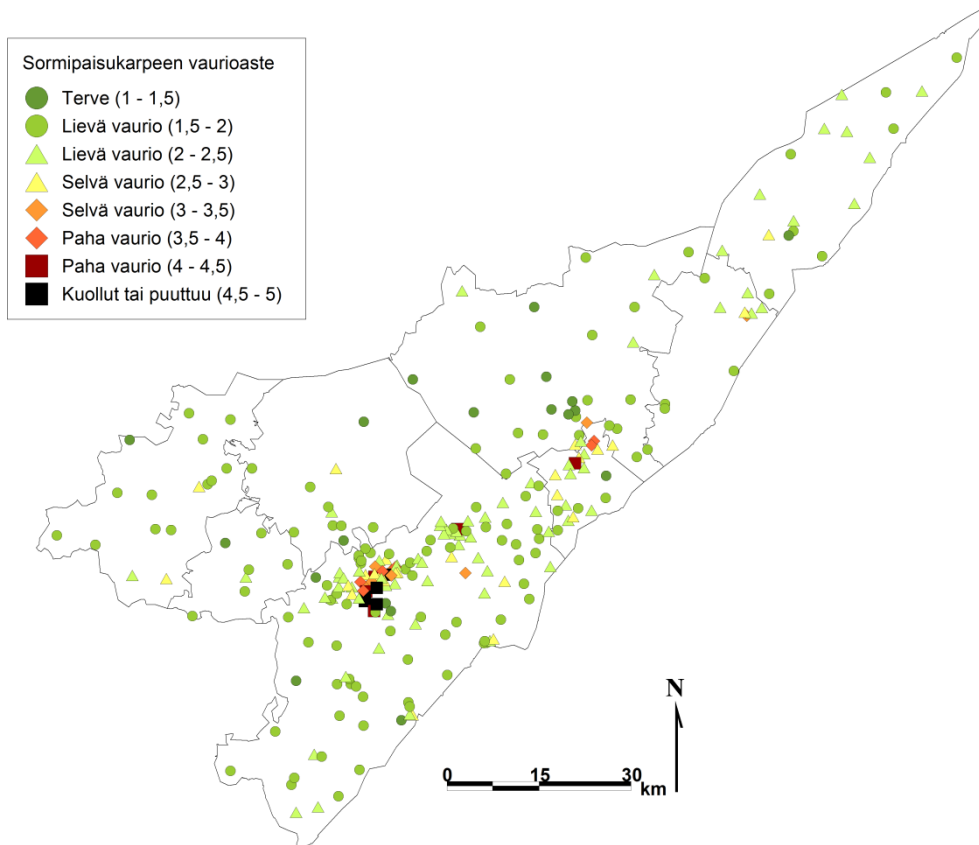 Sormipaisukarpeen vaurioaste
Terve (1 - 1,5)
Lievä vaurio (1,5 - 2)
Lievä vaurio (2 - 2,5)
Selvä vaurio (2,5 - 3)
Selvä vaurio (3 - 3,5)
Paha vaurio (3,5 - 4)
Paha vaurio (4 - 4,5)
Kuollut tai puuttuu (4,5 - 5)
N
0 15 30
km